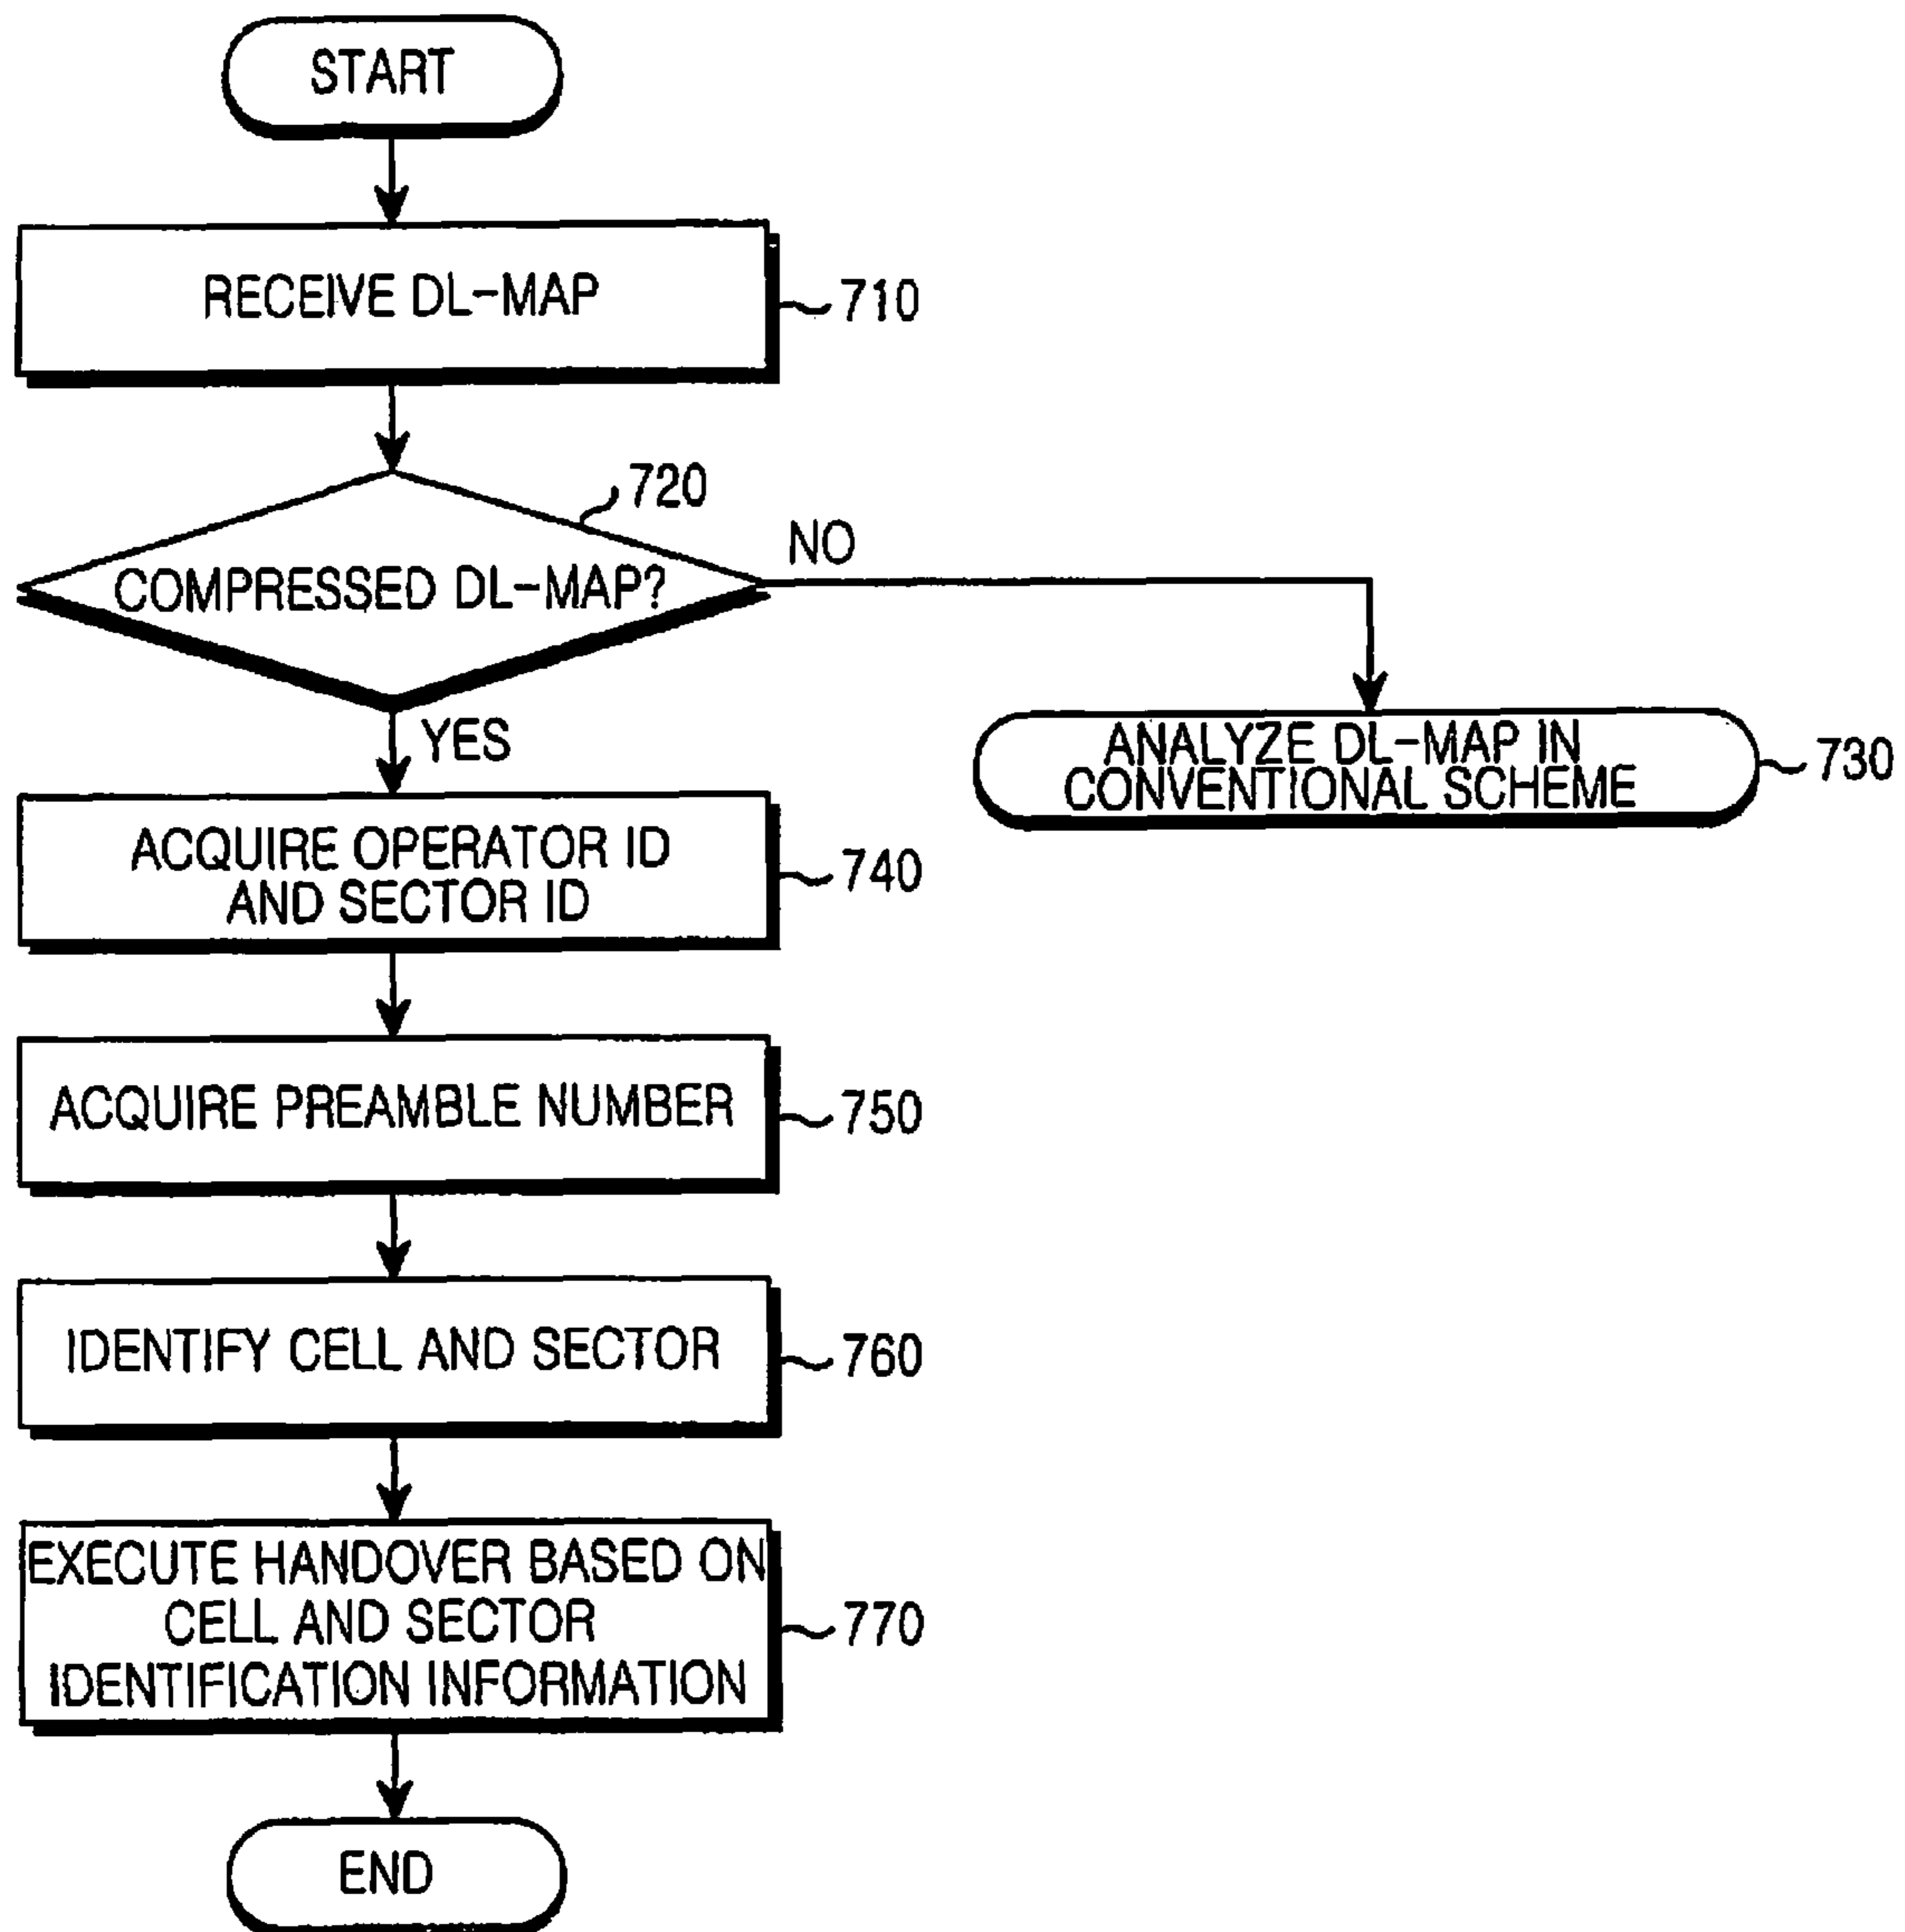 START
RECEIVE DL-MAP
710
720
COMPRESSED DL-MAP?
NO
YES
ANALYZE DL-MAP IN
CONVENTIONAL SCHEME
730
ACQUIRE OPERATOR ID
AND SECTOR ID
740
ACQUIRE PREAMBLE NUMBER
750
IDENTIFY CELL AND SECTOR
760
EXECUTE HANDOVER BASED ON
CELL AND SECTOR
IDENTIFICATION INFORMATION
770
END